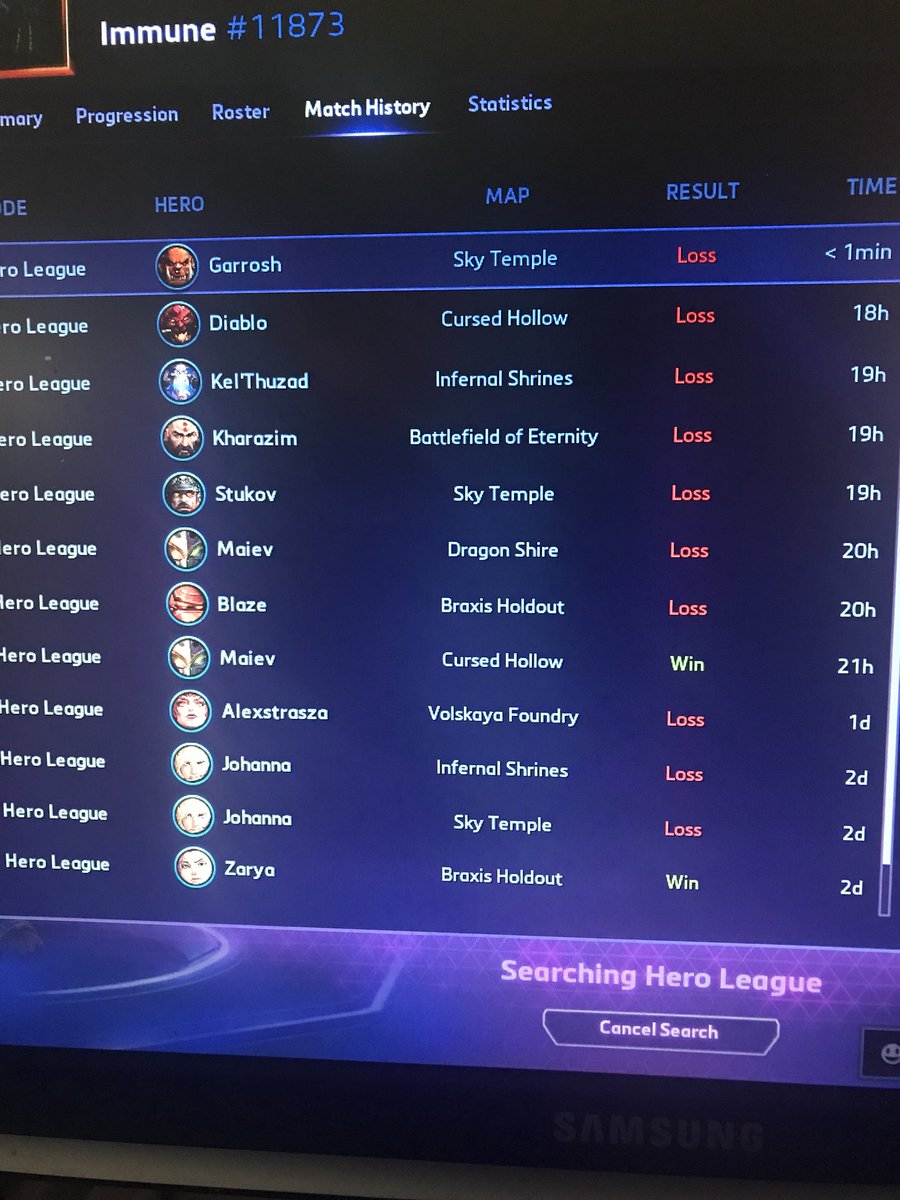 Immune #11873
mary Progression Roster Match History Statistics
ODE HERO MAP RESULT TIME
ro League Garrosh Sky Temple Loss < 1min
ero League Diablo Cursed Hollow Loss 18h
ero League Kel'Thuzad Infernal Shrines Loss 19h
ero League Kharazim Battlefield of Eternity Loss 19h
ero League Stukov Sky Temple Loss 19h
Hero League Maiev Dragon Shire Loss 20h
Hero League Blaze Braxis Holdout Loss 20h
Hero League Maiev Cursed Hollow Win 21h
Hero League Alexstrasza Volskaya Foundry Loss 1d
Hero League Johanna Infernal Shrines Loss 2d
Hero League Johanna Sky Temple Loss 2d
Hero League Zarya Braxis Holdout Win 2d
Searching Hero League
Cancel Search
SAMSUNG